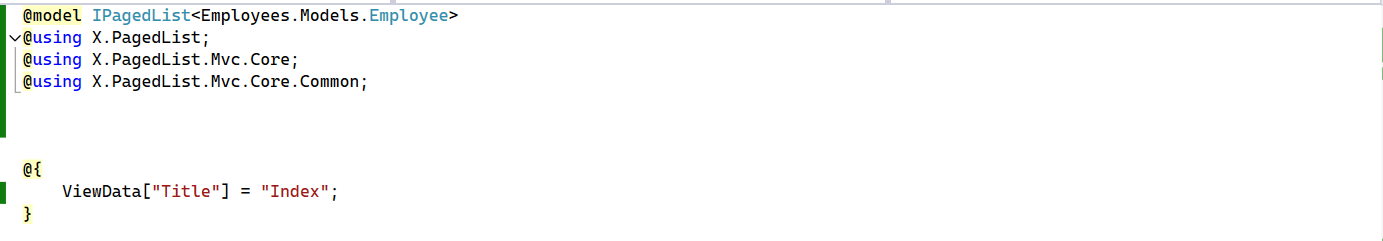 @model IPagedList<Employees.Models.Employee>
@using X.PagedList;
@using X.PagedList.Mvc.Core;
@using X.PagedList.Mvc.Core.Common;
@{
ViewData["Title"] = "Index";
}